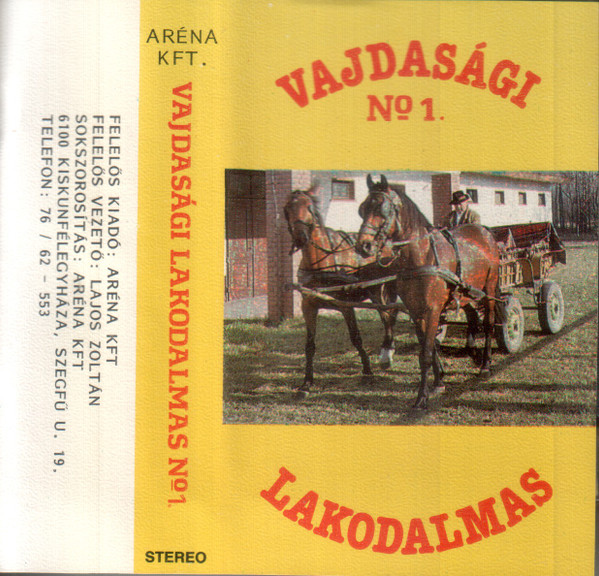 FELELŐS KIADÓ: ARÉNA KFT
FELELŐS VEZETŐ: LAJOS ZOLTÁN
SOKSZOROSÍTÁS: ARÉNA KFT
6100 KISKUNFÉLEGYHÁZA, SZEGFŰ U. 19.
TELEFON: 76 / 62 - 553
ARÉNA
KFT.
VAJDASÁGI LAKODALMAS Nº1.
STEREO
VAJDASÁGI
Nº 1.
LAKODALMAS